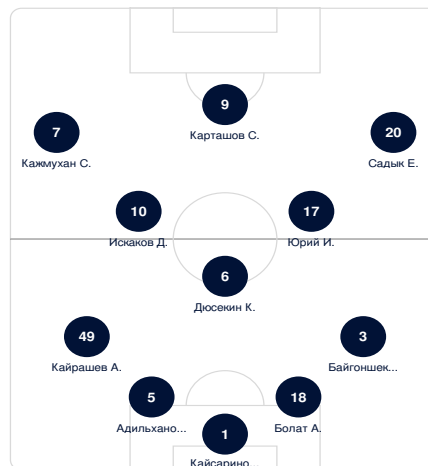 9
Карташов С.
7
Кажмухан С.
20
Садык Е.
10
Искаков Д.
17
Юрий И.
6
Дюсекин К.
49
Кайрашев А.
3
Байгоншек...
5
Адильхано...
18
Болат А.
1
Кайсарино...